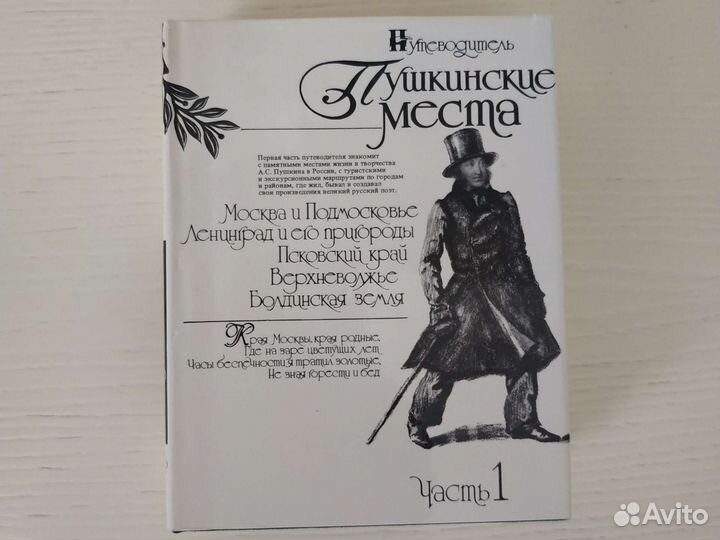 Путеводитель
Пушкинские
места
Первая часть путеводителя знакомит
с памятными местами жизни и творчества
А.С. Пушкина в России, с туристскими
и экскурсионными маршрутами по городам
и районам, где жил, бывал и создавал
свои произведения великий русский поэт.
Москва и Подмосковье
Ленинград и его пригороды
Псковский край
Верхневолжье
Болдинская земля
Края Москвы, края родные,
Где на заре цветущих лет
Часы беспечности я тратил золотые,
Не зная горести и бед
Часть 1
Avito